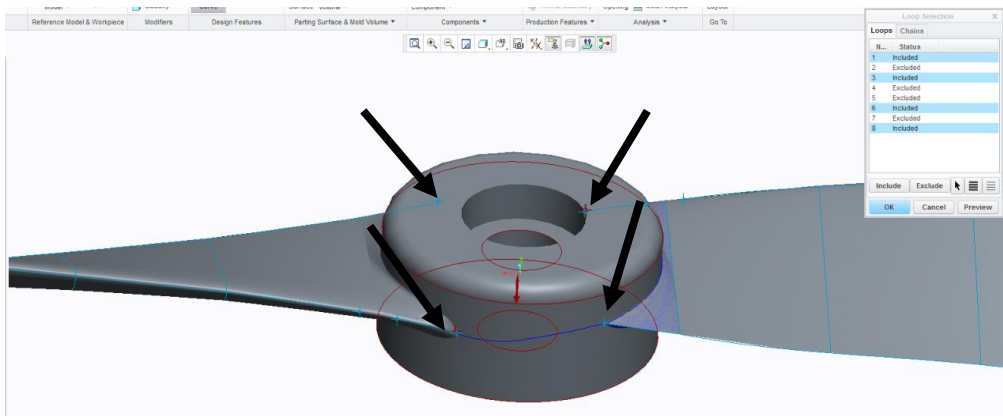 Curve
Reference Model & Workpiece Modifiers Design Features Parting Surface & Mold Volume Components Production Features Analysis Go To
Loop Selection X
Loops Chains
N... Status
1 Included
2 Excluded
3 Included
4 Excluded
5 Excluded
6 Included
7 Excluded
8 Included
Include Exclude
OK Cancel Preview